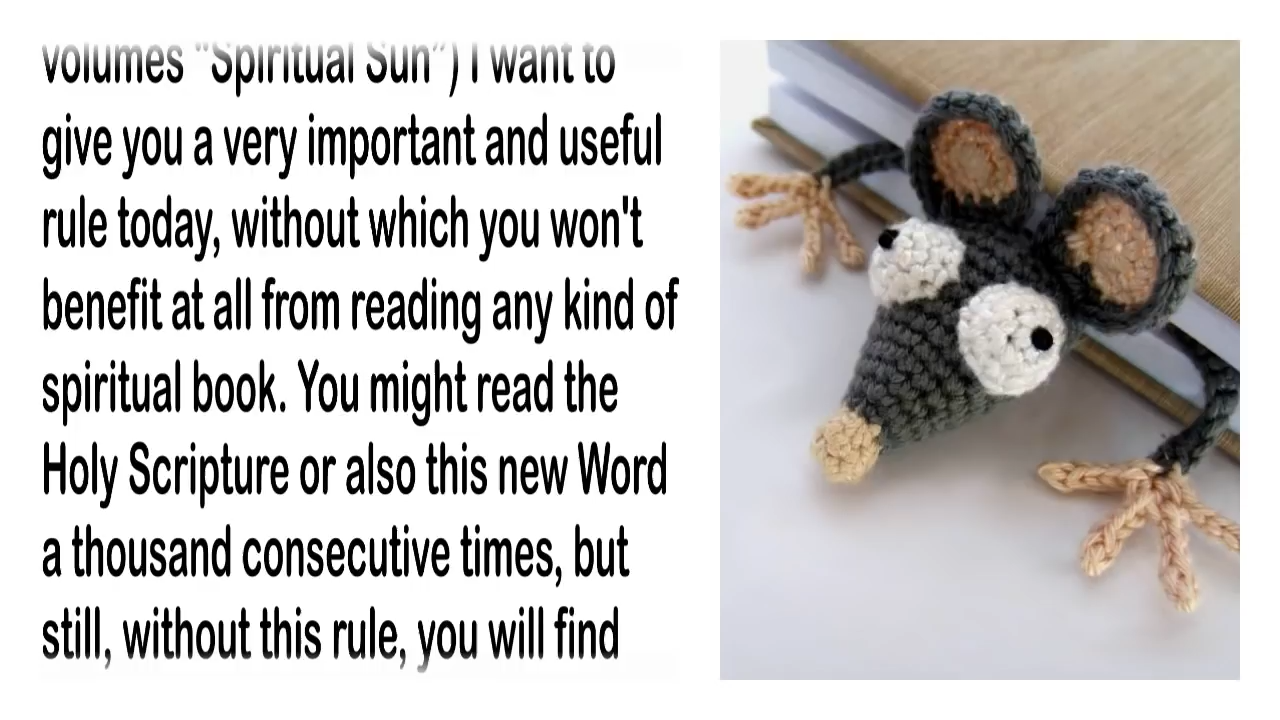 volumes “Spiritual Sun”) I want to
give you a very important and useful
rule today, without which you won't
benefit at all from reading any kind of
spiritual book. You might read the
Holy Scripture or also this new Word
a thousand consecutive times, but
still, without this rule, you will find